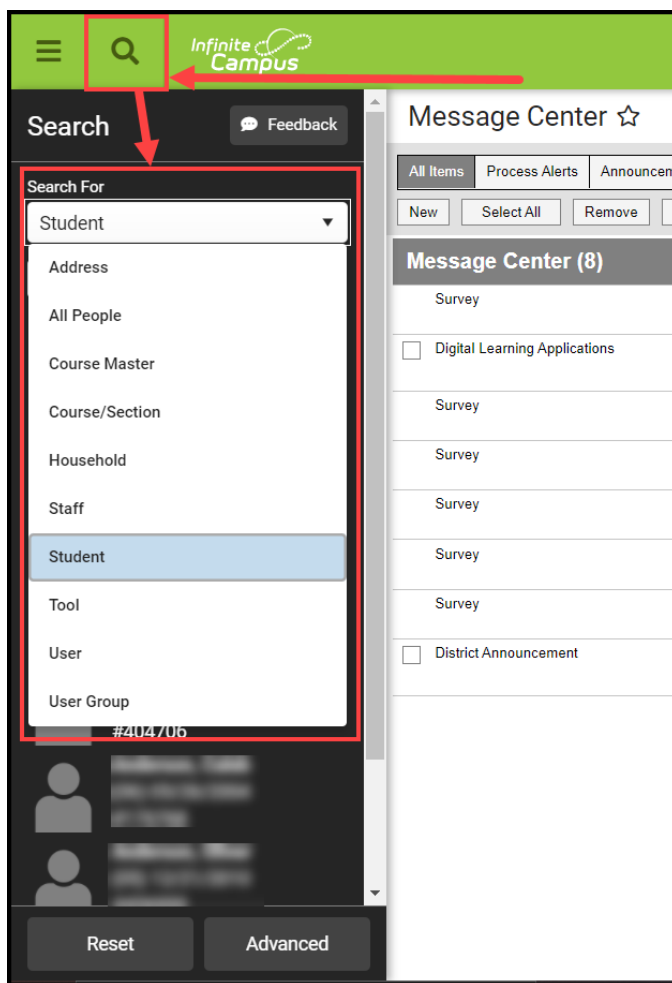 Infinite
Campus
Search
Feedback
Search For
Student
Address
All People
Course Master
Course/Section
Household
Staff
Student
Tool
User
User Group
#404706
Reset
Advanced
Message Center
All Items
Process Alerts
New
Select All
Remove
Message Center (8)
Survey
Digital Learning Applications
Survey
Survey
Survey
Survey
Survey
District Announcement